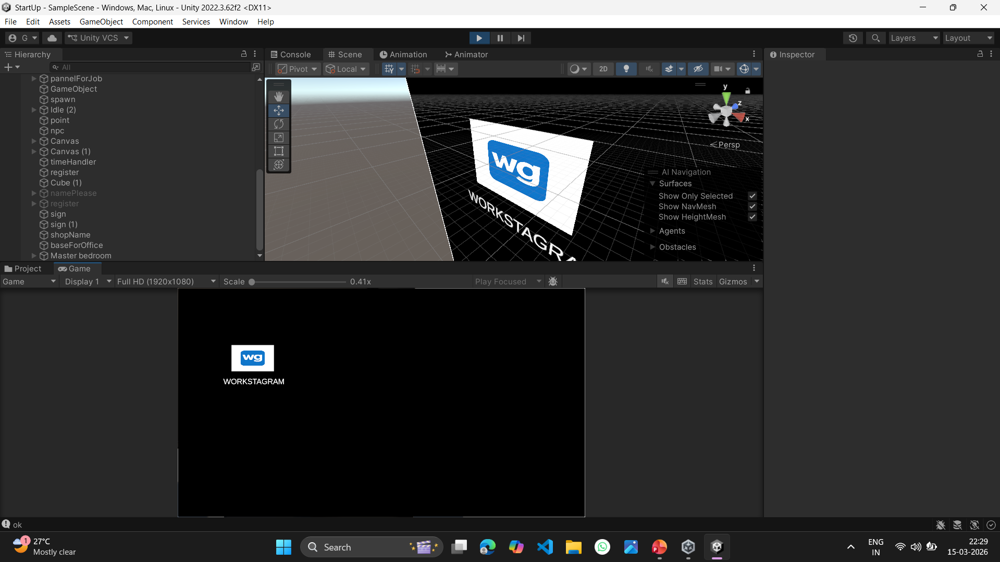 StartUp - SampleScene - Windows, Mac, Linux - Unity 2022.3.62f2 <DX11>
File Edit Assets GameObject Component Services Window Help
G Unity VCS Layers Layout
Hierarchy
All
pannelForJob
GameObject
spawn
Idle (2)
point
npc
Canvas
Canvas (1)
timeHandler
register
Cube (1)
namePlease
register
sign
sign (1)
shopName
baseForOffice
Master bedroom
Console Scene Animation Animator
Pivot Local 2D
y
z
x
Persp
wg
WORKSTAGRA
AI Navigation
Surfaces
Show Only Selected
Show NavMesh
Show HeightMesh
Agents
Obstacles
Inspector
Project Game
Game Display 1 Full HD (1920x1080) Scale 0.41x Play Focused Stats Gizmos
wg
WORKSTAGRAM
ok
1 27°C
Mostly clear
Search
ENG
IN
22:29
15-03-2026